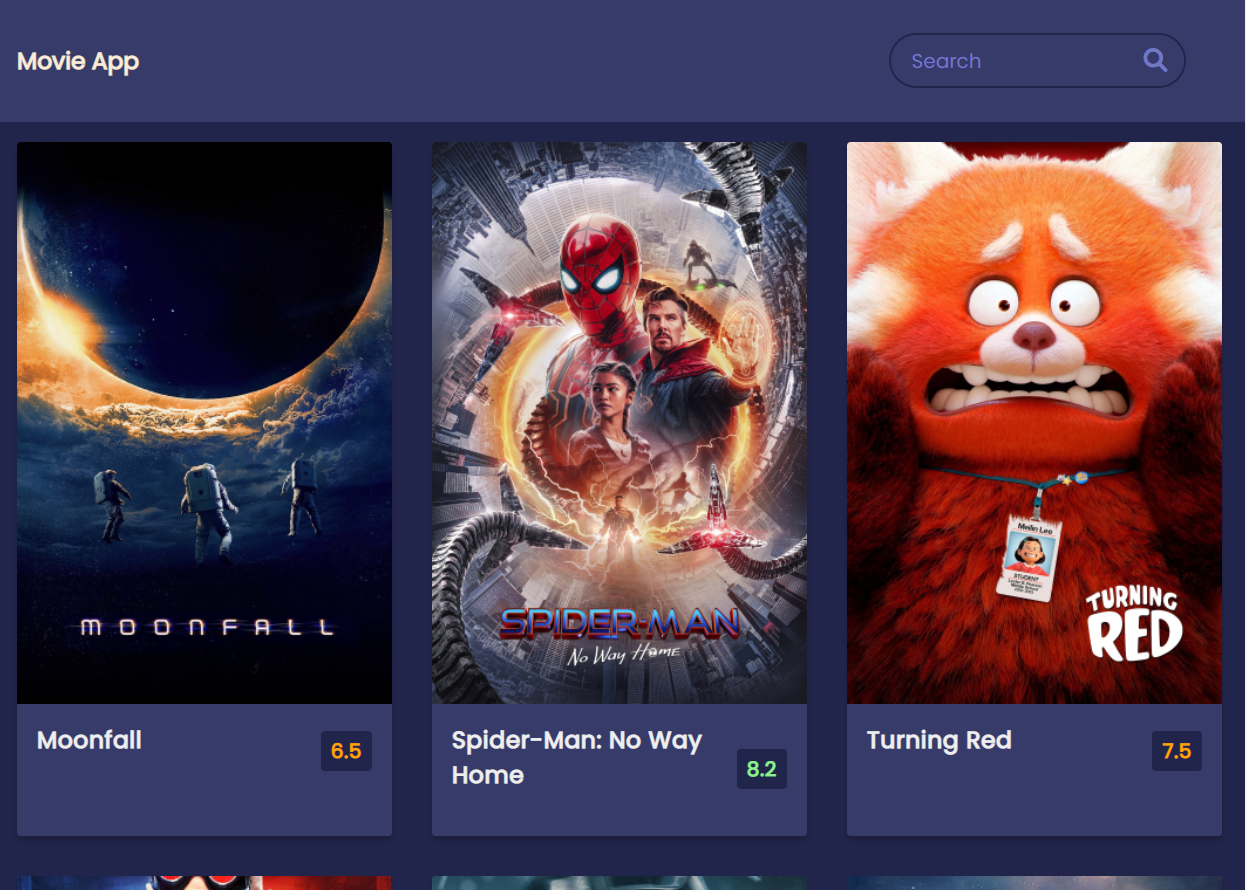 Movie App
Search
MOONFALL
SPIDER-MAN
No Way Home
Meilin Lee
STUDENT
TURNING
RED
Moonfall
6.5
Spider-Man: No Way
Home
8.2
Turning Red
7.5